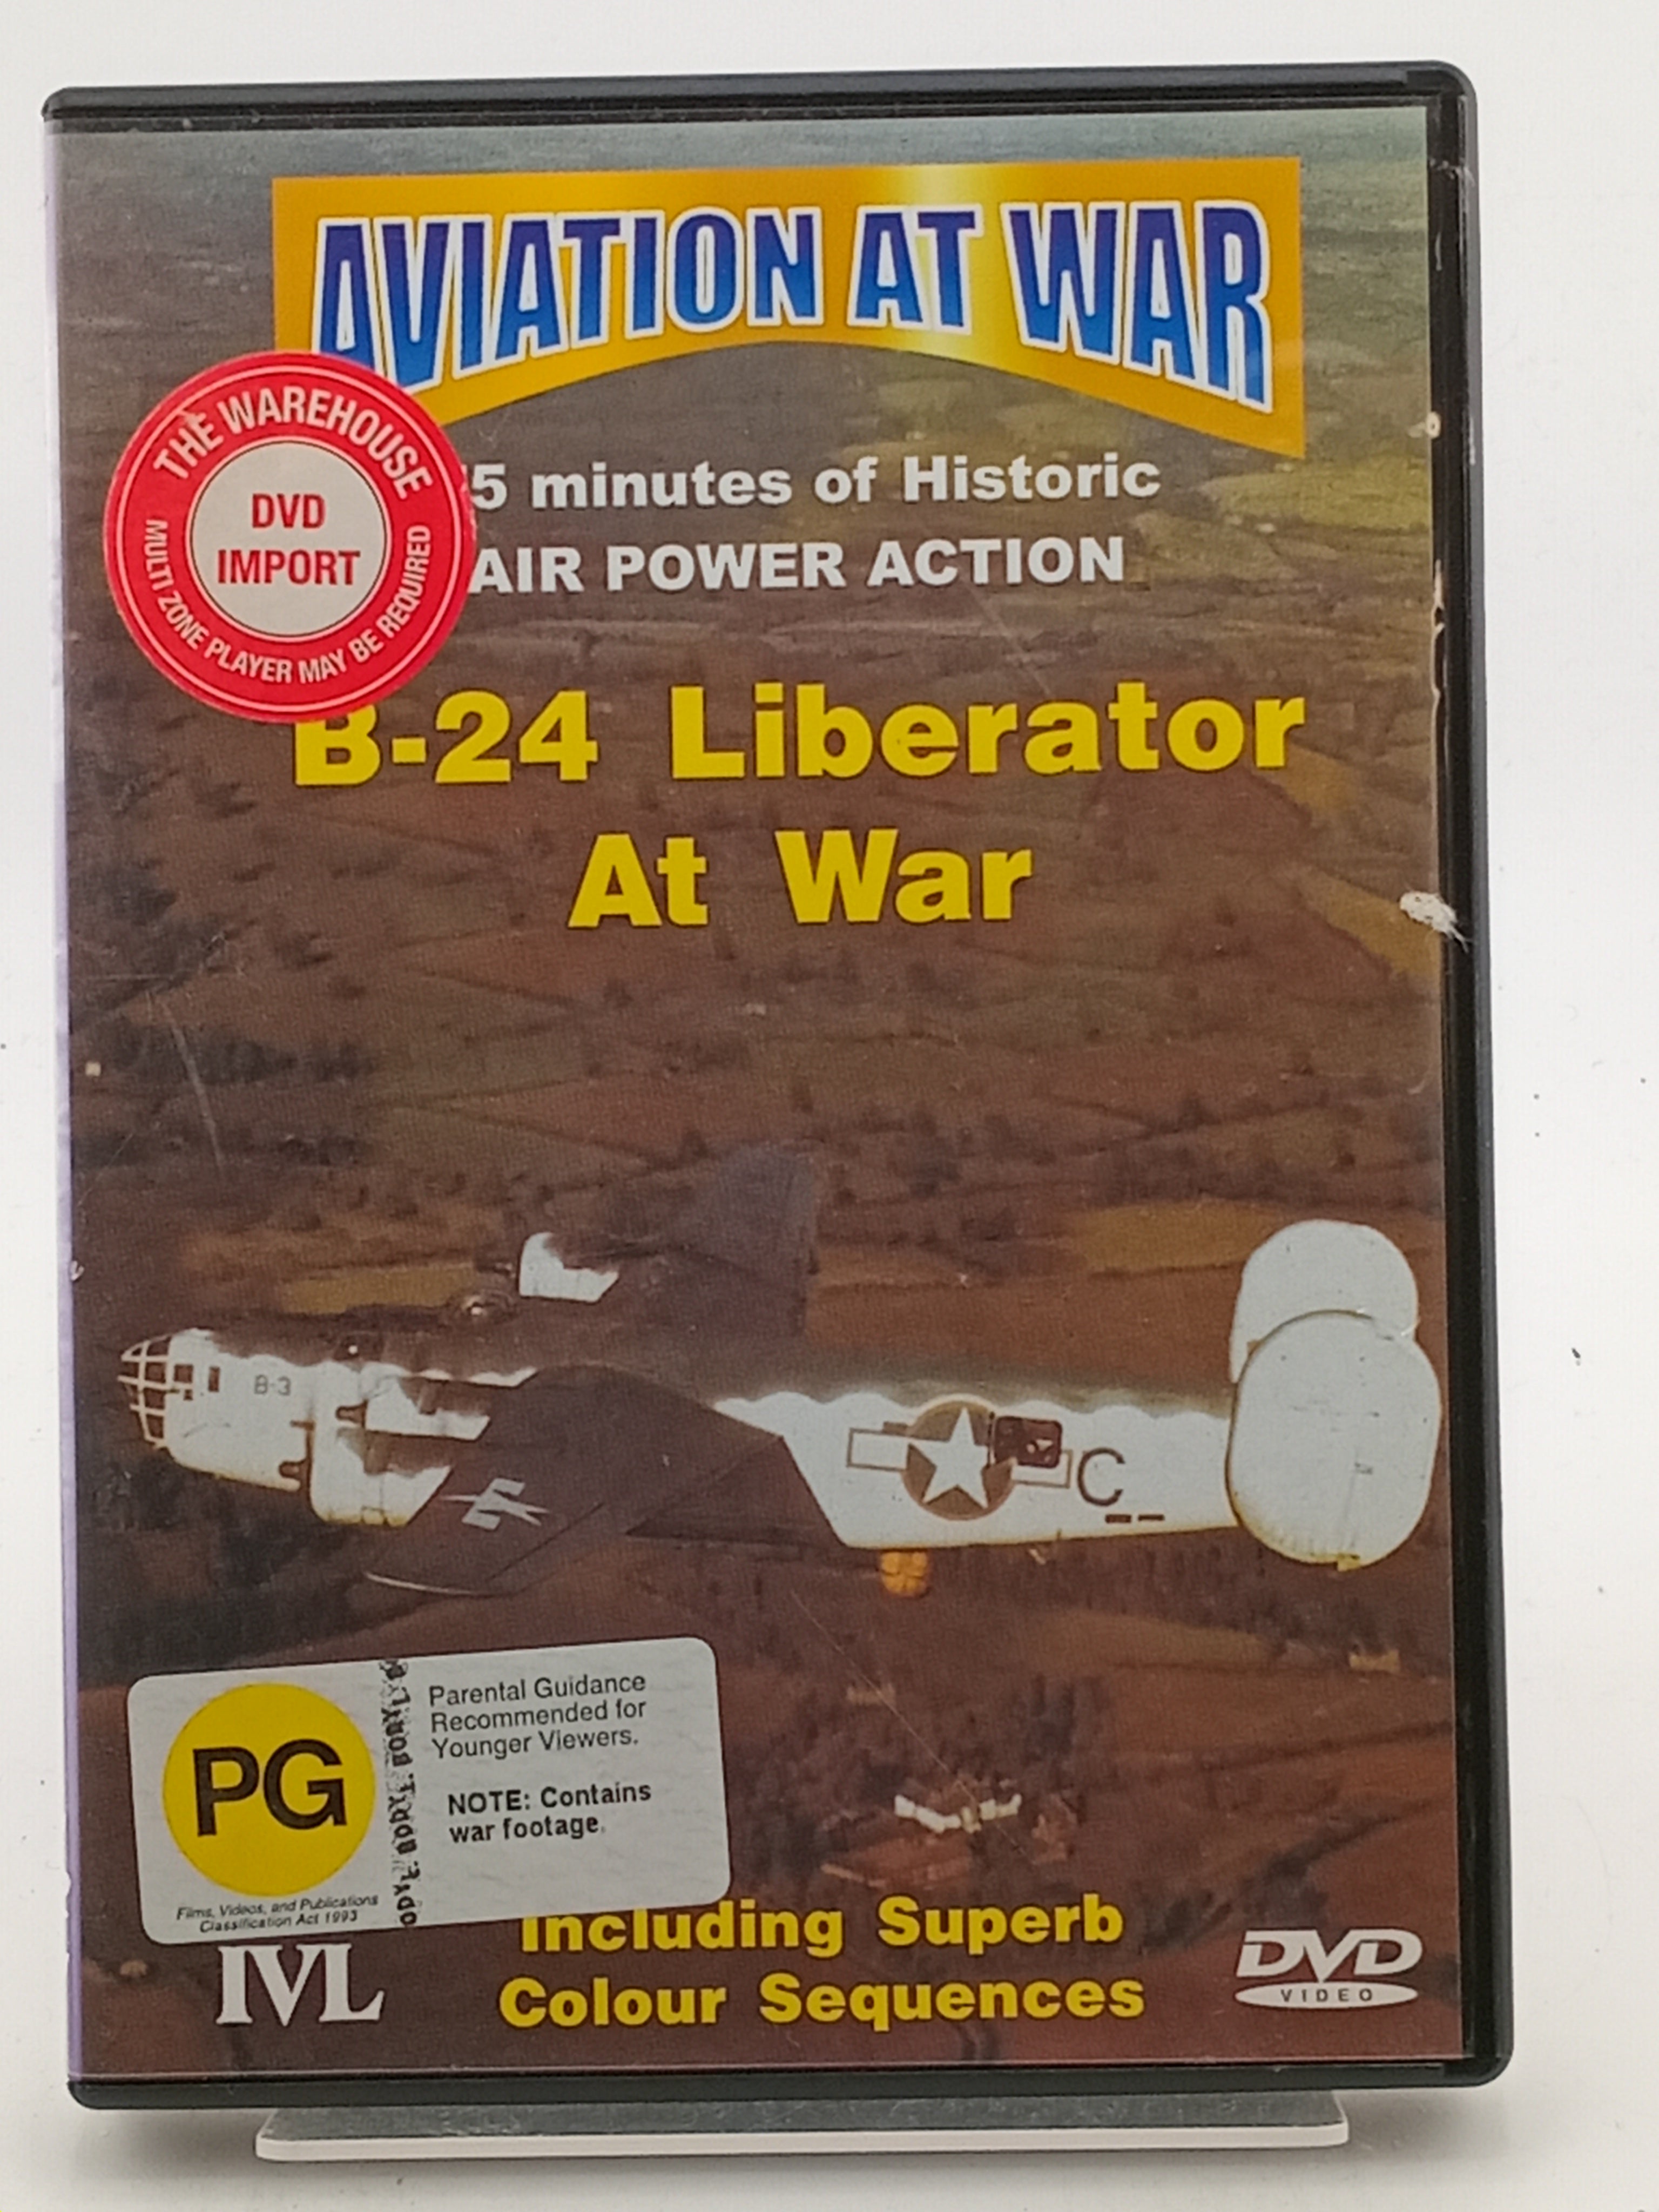 AVIATION AT WAR
THE WAREHOUSE
DVD
IMPORT
MULTI ZONE PLAYER MAY BE REQUIRED
5 minutes of Historic
AIR POWER ACTION
B-24 Liberator
At War
B-3
C
PG
Parental Guidance
Recommended for
Younger Viewers.
NOTE: Contains
war footage.
Films, Videos, and Publications
Classification Act 1993
Including Superb
Colour Sequences
IVL
DVD
VIDEO